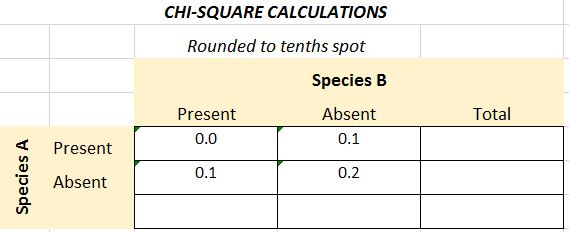 CHI-SQUARE CALCULATIONS
Rounded to tenths spot
Species B
Present Absent Total
Species A
Present 0.0 0.1
Absent 0.1 0.2